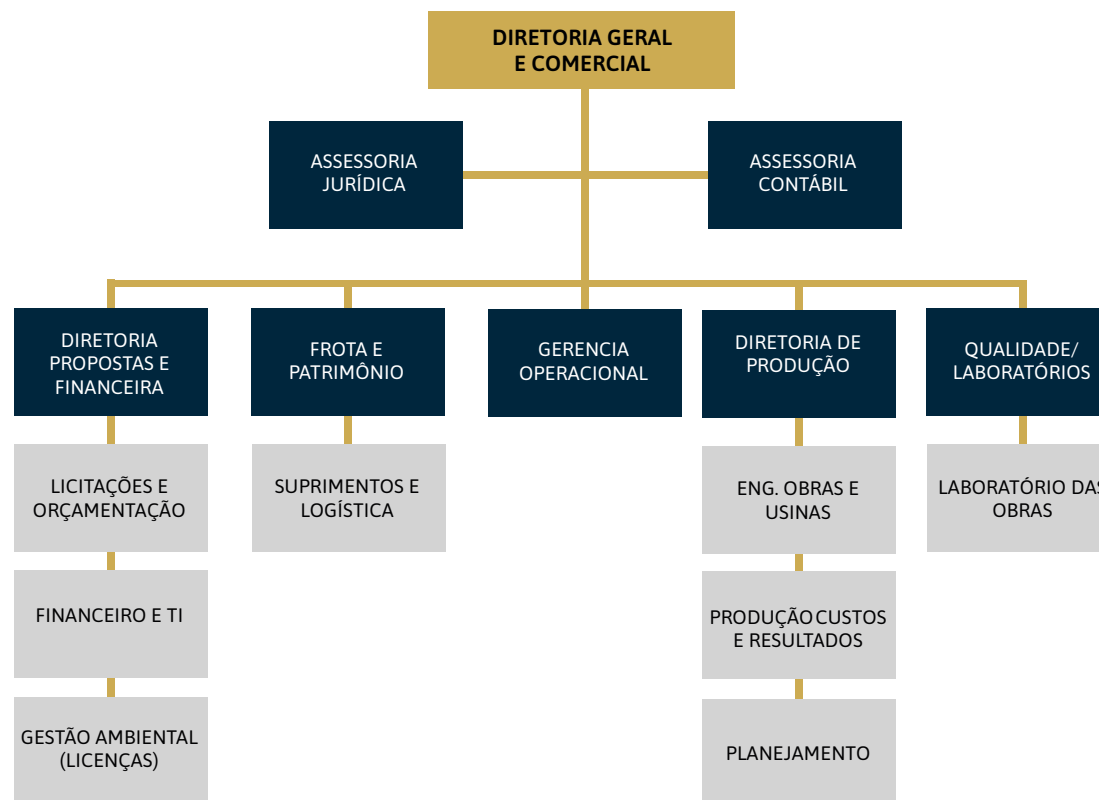 DIRETORIA GERAL
E COMERCIAL
ASSESSORIA
JURÍDICA
ASSESSORIA
CONTÁBIL
DIRETORIA
PROPOSTAS E
FINANCEIRA
FROTA E
PATRIMÔNIO
GERENCIA
OPERACIONAL
DIRETORIA DE
PRODUÇÃO
QUALIDADE/
LABORATÓRIOS
LICITAÇÕES E
ORÇAMENTAÇÃO
SUPRIMENTOS E
LOGÍSTICA
ENG. OBRAS E
USINAS
LABORATÓRIO DAS
OBRAS
FINANCEIRO E TI
PRODUÇÃO CUSTOS
E RESULTADOS
GESTÃO AMBIENTAL
(LICENÇAS)
PLANEJAMENTO